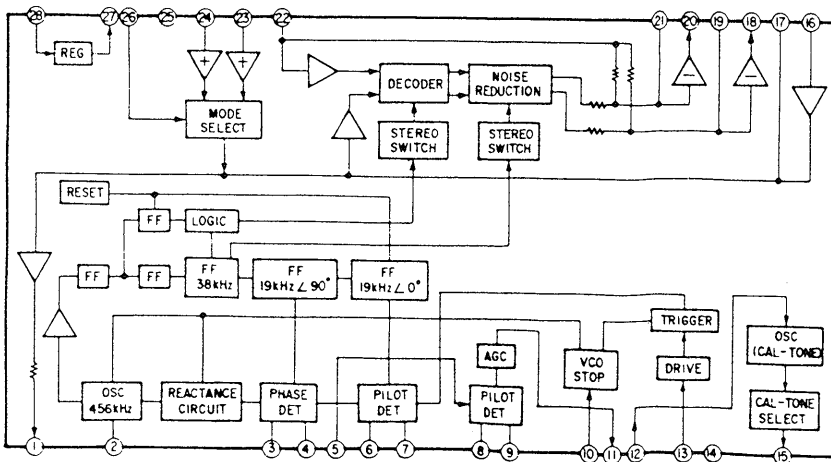 28 27 26 25 24 23 22 21 20 19 18 17 16
REG
+ +
MODE
SELECT
DECODER
NOISE
REDUCTION
− −
STEREO
SWITCH
STEREO
SWITCH
RESET
FF
LOGIC
FF
FF
FF
38kHz
FF
19kHz∠90°
FF
19kHz∠0°
TRIGGER
OSC
(CAL-TONE)
AGC
VCO
STOP
DRIVE
OSC
456kHz
REACTANCE
CIRCUIT
PHASE
DET
PILOT
DET
PILOT
DET
CAL-TONE
SELECT
1 2 3 4 5 6 7 8 9 10 11 12 13 14 15